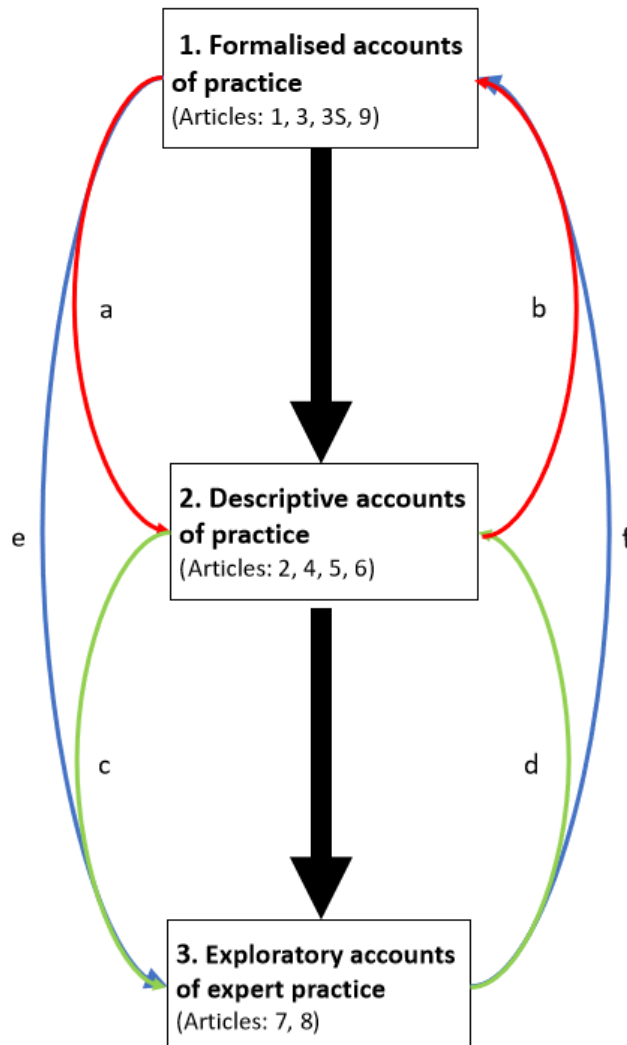 1. Formalised accounts
of practice
(Articles: 1, 3, 3S, 9)
a
b
2. Descriptive accounts
of practice
(Articles: 2, 4, 5, 6)
e
f
c
d
3. Exploratory accounts
of expert practice
(Articles: 7, 8)